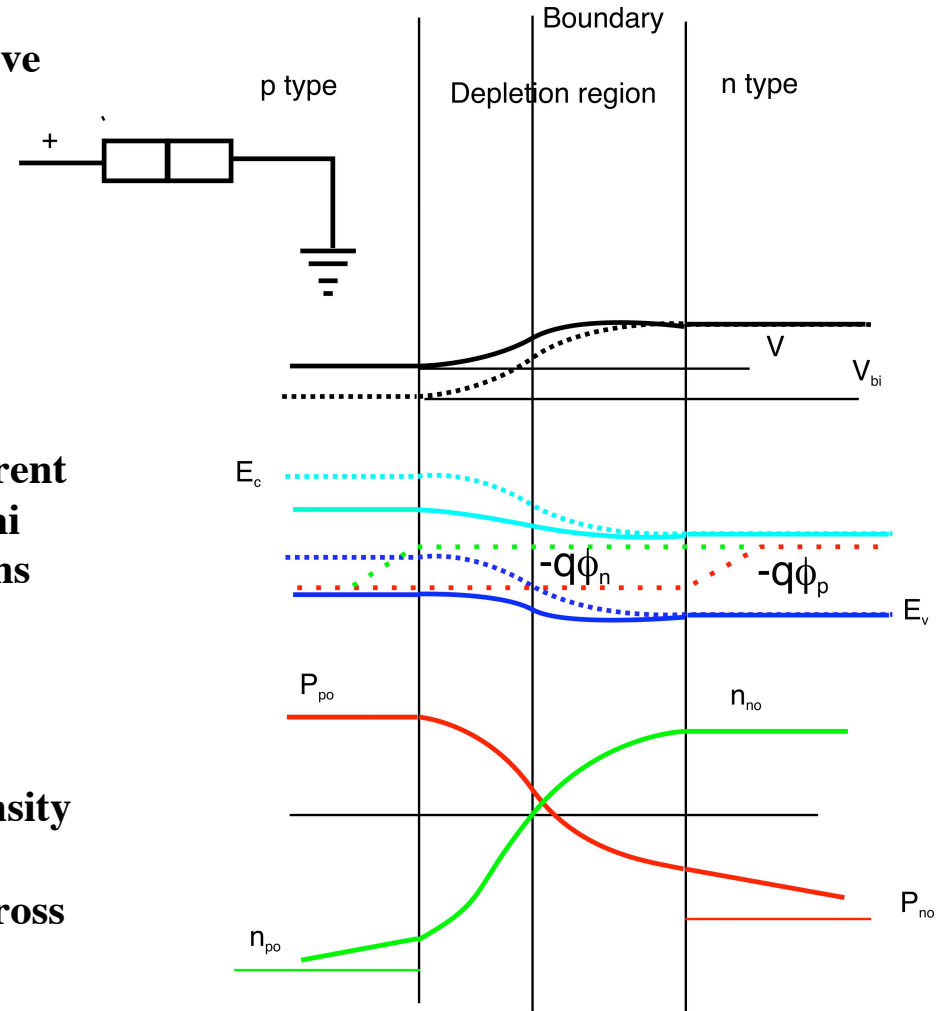 Boundary
ve
p type
Depletion region
n type
+
V
V_bi
E_c
rent
ni
ns
-qϕ_n
-qϕ_p
E_v
P_po
n_no
nsity
P_no
ross
n_po